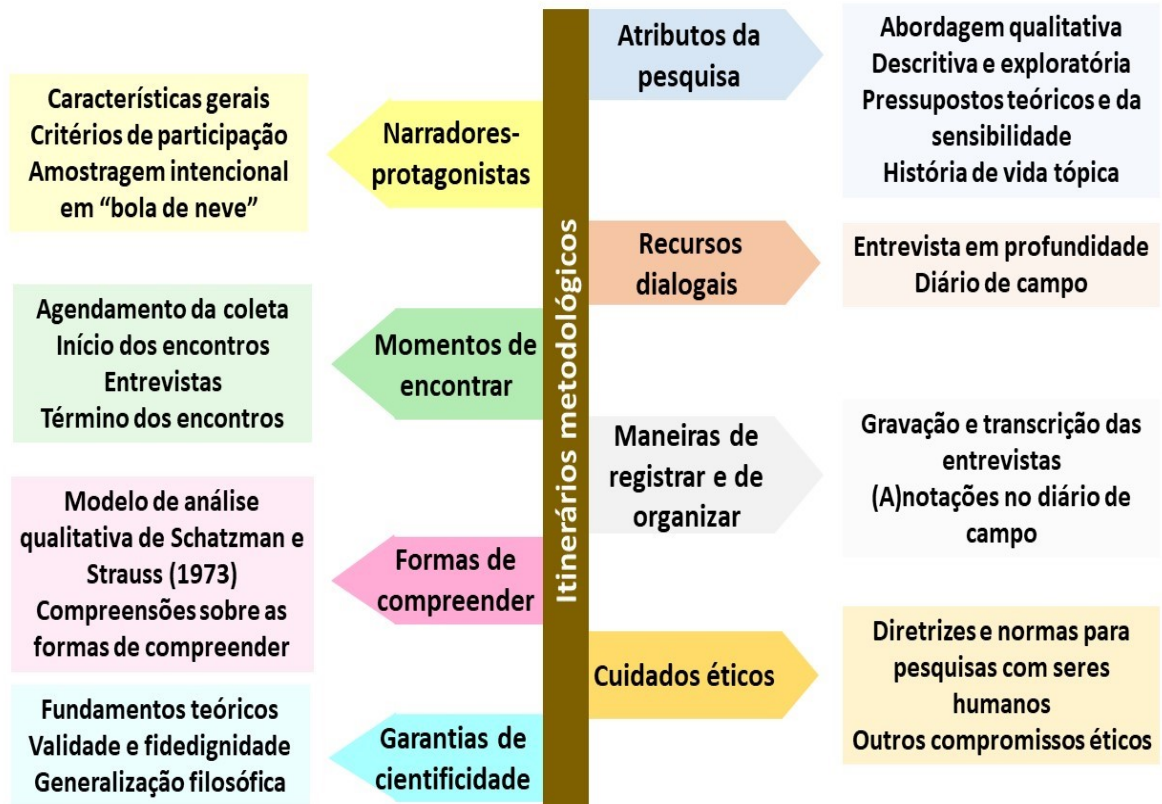 Itinerários metodológicos
Atributos da
pesquisa
Abordagem qualitativa
Descritiva e exploratória
Pressupostos teóricos e da
sensibilidade
História de vida tópica
Características gerais
Critérios de participação
Amostragem intencional
em “bola de neve”
Narradores-
protagonistas
Recursos
dialogais
Entrevista em profundidade
Diário de campo
Agendamento da coleta
Início dos encontros
Entrevistas
Término dos encontros
Momentos de
encontrar
Maneiras de
registrar e de
organizar
Gravação e transcrição das
entrevistas
(A)notações no diário de
campo
Modelo de análise
qualitativa de Schatzman e
Strauss (1973)
Compreensões sobre as
formas de compreender
Formas de
compreender
Cuidados éticos
Diretrizes e normas para
pesquisas com seres
humanos
Outros compromissos éticos
Fundamentos teóricos
Validade e fidedignidade
Generalização filosófica
Garantias de
cientificidade